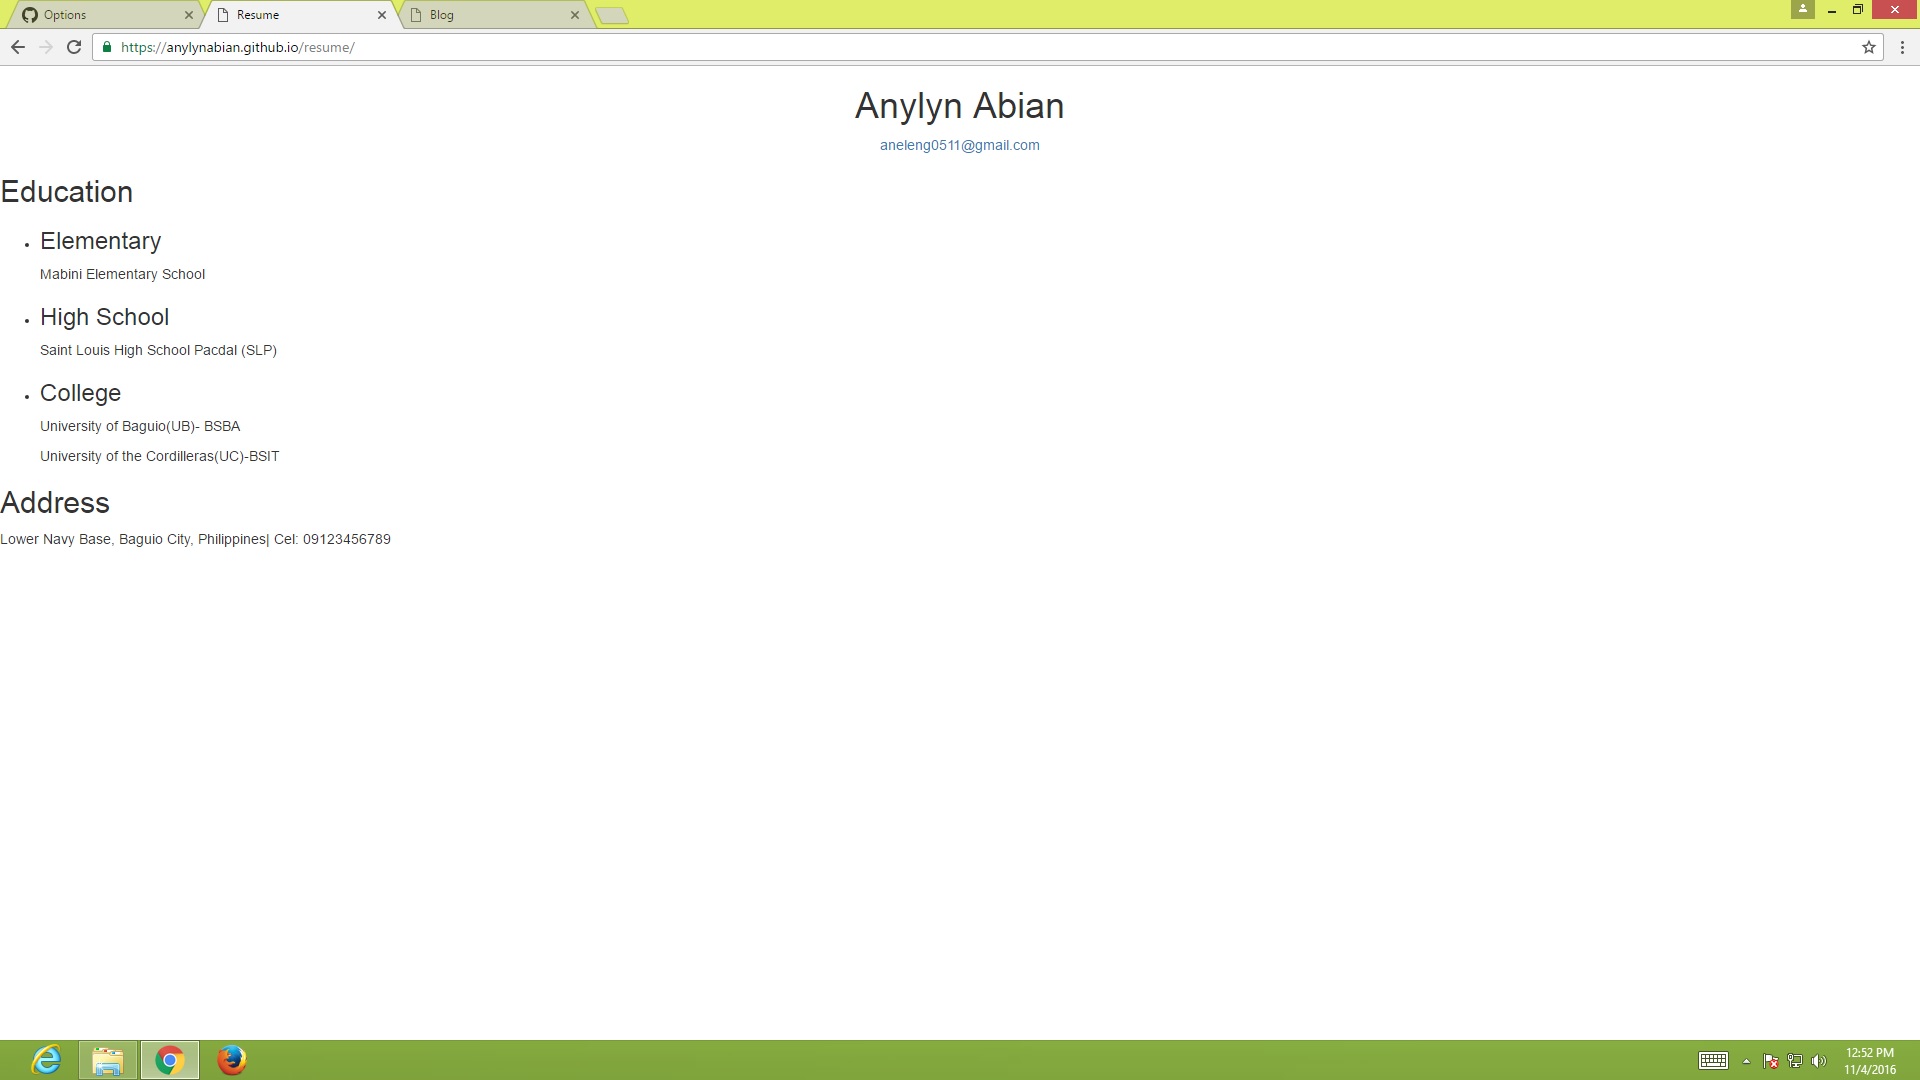 Options
Resume
Blog
https://anylynabian.github.io/resume/
Anylyn Abian
aneleng0511@gmail.com
Education
Elementary
Mabini Elementary School
High School
Saint Louis High School Pacdal (SLP)
College
University of Baguio(UB)- BSBA
University of the Cordilleras(UC)-BSIT
Address
Lower Navy Base, Baguio City, Philippines| Cel: 09123456789
12:52 PM
11/4/2016